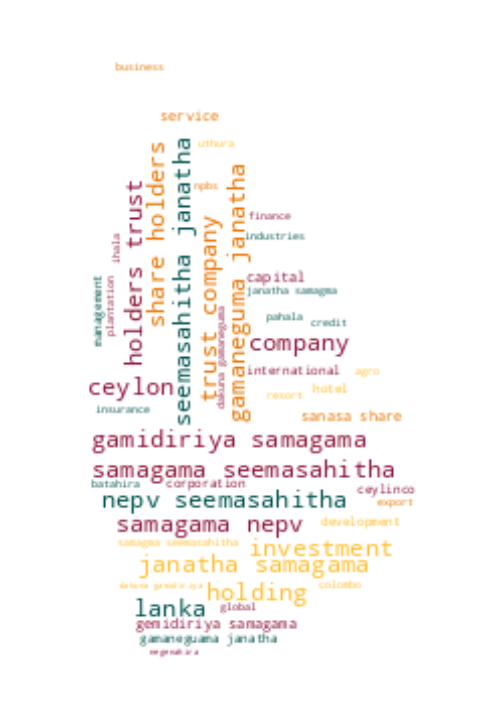 business
service
uthura
share holders
seemasahitha janatha
gamaneguma janatha
holders trust
npbs
trust company
finance
ihala
industries
management
plantation
capital
janatha samagma
dakuna gamaneguma
pahala
credit
company
international
agro
ceylon
resort
hotel
insurance
sanasa share
gamidiriya samagama
samagama seemasahitha
batahira
corporation
ceylinco
nepv seemasahitha
export
samagama nepv
development
samagma seemasahitha
investment
janatha samagama
dakuna gamidiriya
holding
colombo
lanka
global
gemidiriya samagama
gamaneguama janatha
negenahira